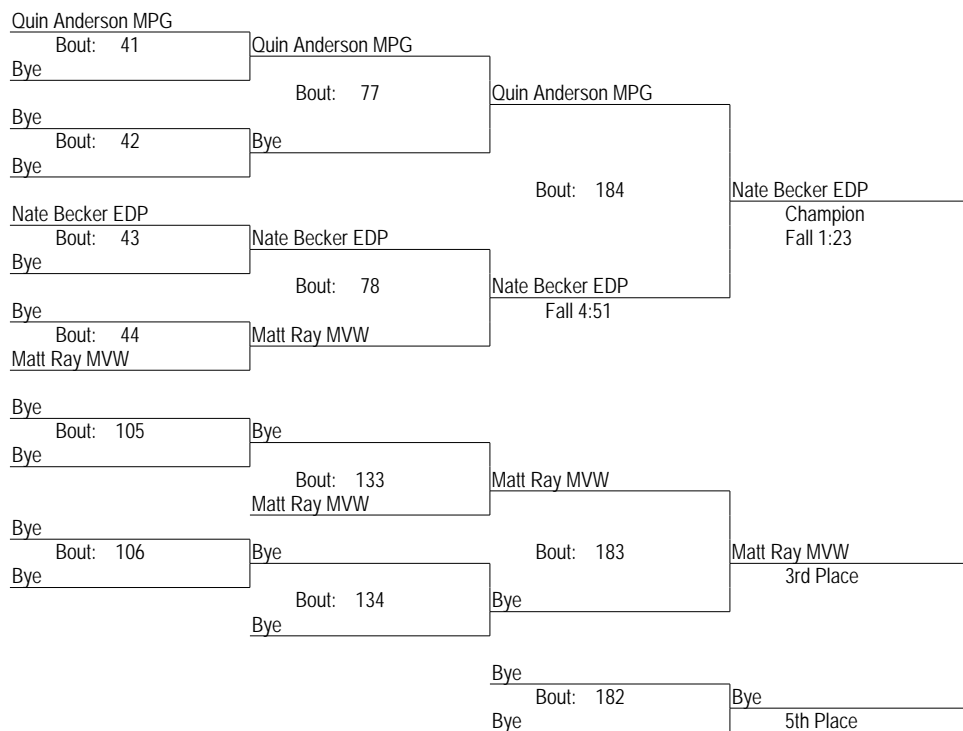 Quin Anderson MPG
Bout: 41
Quin Anderson MPG
Bye
Bout: 77
Quin Anderson MPG
Bye
Bout: 42
Bye
Bye
Bout: 184
Nate Becker EDP
Nate Becker EDP
Champion
Bout: 43
Nate Becker EDP
Fall 1:23
Bye
Bout: 78
Nate Becker EDP
Bye
Fall 4:51
Bout: 44
Matt Ray MVW
Matt Ray MVW
Bye
Bout: 105
Bye
Bye
Bout: 133
Matt Ray MVW
Matt Ray MVW
Bye
Bout: 106
Bye
Bout: 183
Matt Ray MVW
Bye
3rd Place
Bout: 134
Bye
Bye
Bye
Bout: 182
Bye
Bye
5th Place